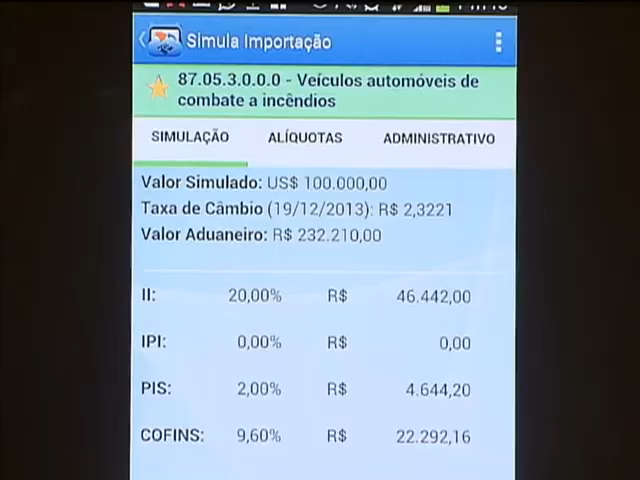 Simula Importação
87.05.3.0.0.0 - Veículos automóveis de
combate a incêndios
SIMULAÇÃO ALÍQUOTAS ADMINISTRATIVO
Valor Simulado: US$ 100.000,00
Taxa de Câmbio (19/12/2013): R$ 2,3221
Valor Aduaneiro: R$ 232.210,00
II: 20,00% R$ 46.442,00
IPI: 0,00% R$ 0,00
PIS: 2,00% R$ 4.644,20
COFINS: 9,60% R$ 22.292,16